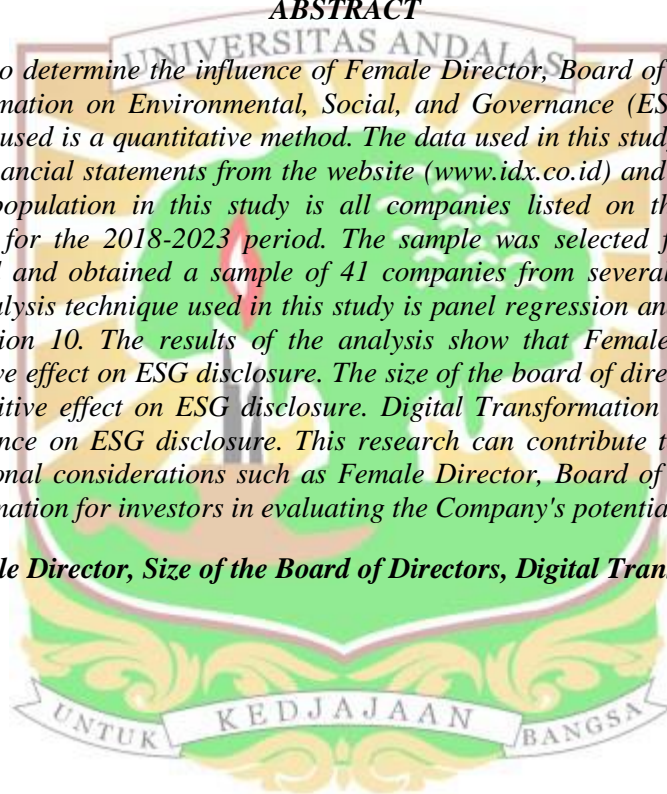 ABSTRACT
UNIVERSITAS ANDALAS
o determine the influence of Female Director, Board of
mation on Environmental, Social, and Governance (ES
used is a quantitative method. The data used in this stud
nancial statements from the website (www.idx.co.id) and
population in this study is all companies listed on th
for the 2018-2023 period. The sample was selected f
l and obtained a sample of 41 companies from several
alysis technique used in this study is panel regression an
ion 10. The results of the analysis show that Female
ve effect on ESG disclosure. The size of the board of dire
itive effect on ESG disclosure. Digital Transformation
nce on ESG disclosure. This research can contribute t
onal considerations such as Female Director, Board of
mation for investors in evaluating the Company's potentia
le Director, Size of the Board of Directors, Digital Tran
UNTUK KEDJAJAAN BANGSA